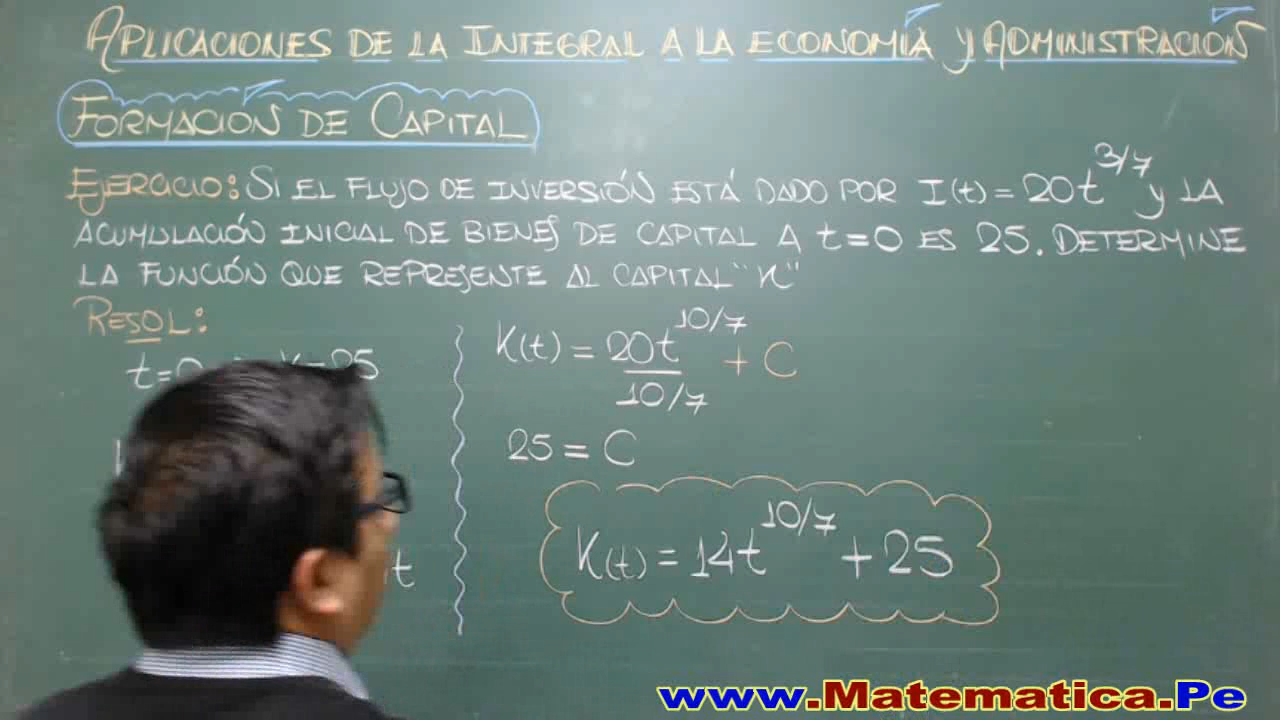 APLICACIONES DE LA INTEGRAL A LA ECONOMÍA Y ADMINISTRACIÓN
FORMACIÓN DE CAPITAL
EJERCICIO: SI EL FLUJO DE INVERSIÓN ESTÁ DADO POR I(t) = 20t^3/7 Y LA
ACUMULACIÓN INICIAL DE BIENES DE CAPITAL A t=0 ES 25. DETERMINE
LA FUNCIÓN QUE REPRESENTE AL CAPITAL "K"
RESOL:
t=0
K=25
K(t) = 20t^10/7 / 10/7 + C
25 = C
K(t) = 14t^10/7 + 25
www.Matematica.Pe